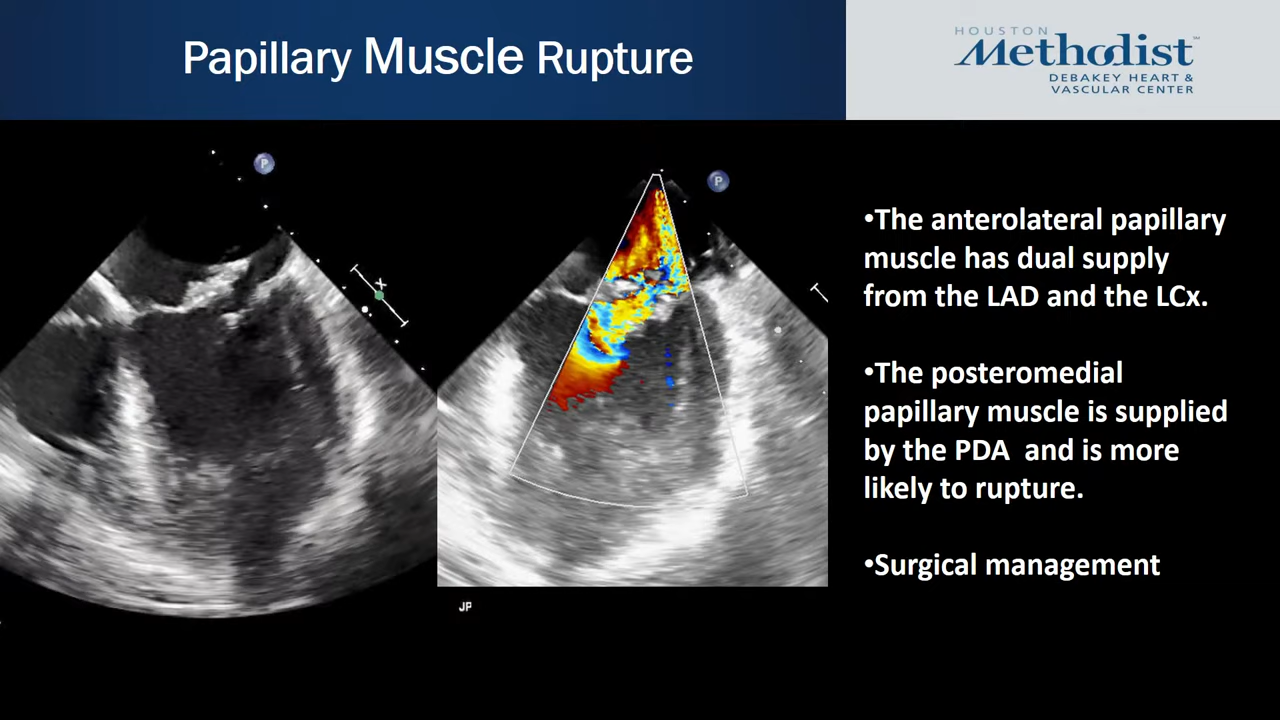 Papillary Muscle Rupture
HOUSTON
Methodist™
DEBAKEY HEART &
VASCULAR CENTER
P
P
•The anterolateral papillary
muscle has dual supply
from the LAD and the LCx.
•The posteromedial
papillary muscle is supplied
by the PDA and is more
likely to rupture.
•Surgical management
JP